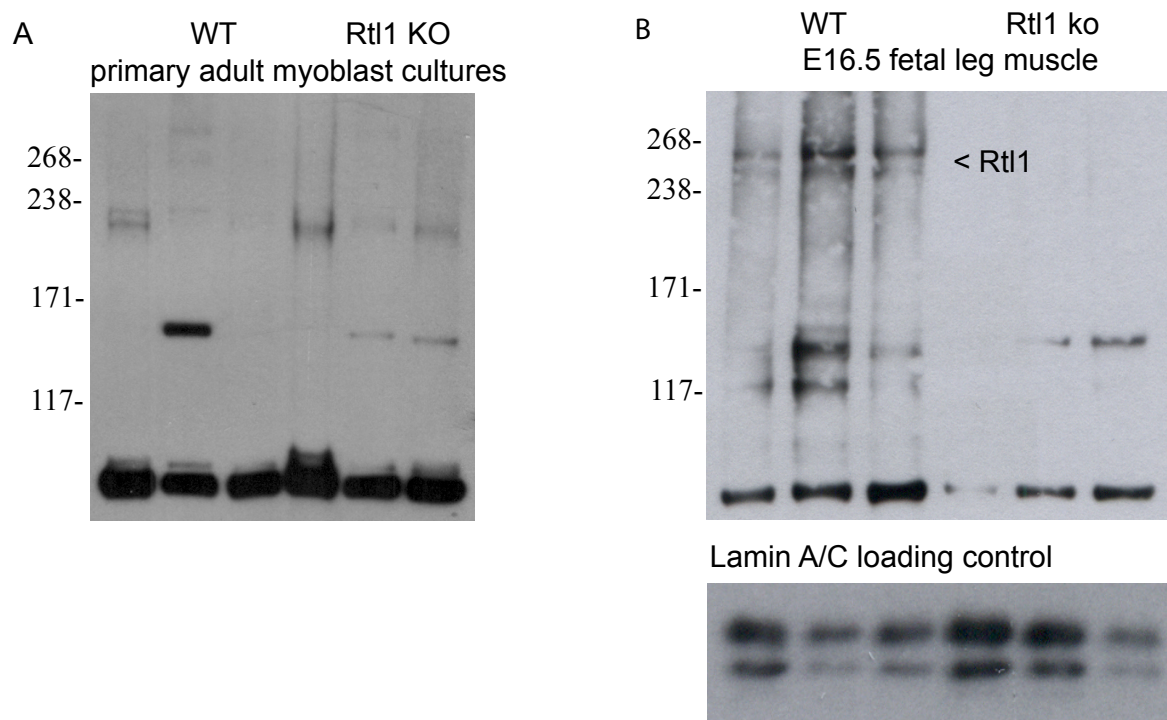 A
WT Rtl1 KO
primary adult myoblast cultures
268-
238-
171-
117-
B
WT Rtl1 ko
E16.5 fetal leg muscle
268-
238-
171-
117-
< Rtl1
Lamin A/C loading control